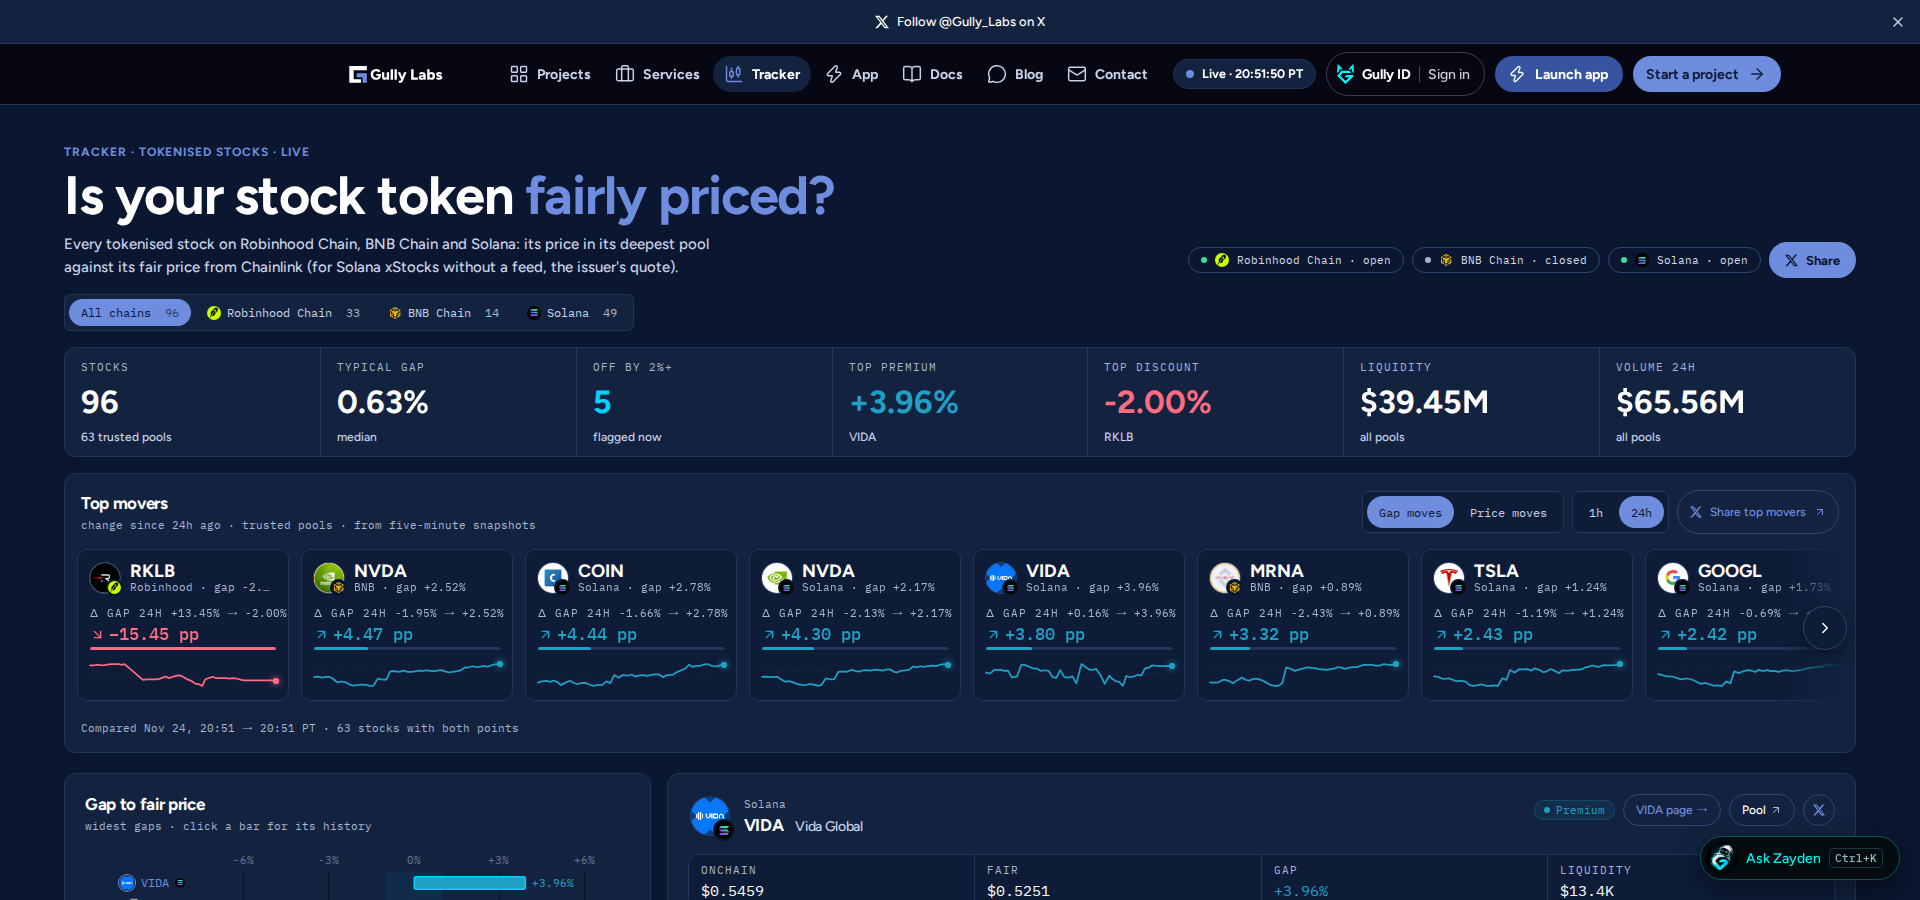 Follow @Gully_Labs on X
Gully Labs
Projects
Services
Tracker
App
Docs
Blog
Contact
Live · 20:51:50 PT
Gully ID | Sign in
Launch app
Start a project
TRACKER · TOKENISED STOCKS · LIVE
Is your stock token fairly priced?
Every tokenised stock on Robinhood Chain, BNB Chain and Solana: its price in its deepest pool
against its fair price from Chainlink (for Solana xStocks without a feed, the issuer's quote).
Robinhood Chain · open
BNB Chain · closed
Solana · open
Share
All chains 96
Robinhood Chain 33
BNB Chain 14
Solana 49
STOCKS
96
63 trusted pools
TYPICAL GAP
0.63%
median
OFF BY 2%+
5
flagged now
TOP PREMIUM
+3.96%
VIDA
TOP DISCOUNT
-2.00%
RKLB
LIQUIDITY
$39.45M
all pools
VOLUME 24H
$65.56M
all pools
Top movers
change since 24h ago · trusted pools · from five-minute snapshots
Gap moves
Price moves
1h
24h
Share top movers ↗
RKLB
Robinhood · gap -2...
Δ GAP 24H +13.45% → -2.00%
↘ −15.45 pp
NVDA
BNB · gap +2.52%
Δ GAP 24H -1.95% → +2.52%
↗ +4.47 pp
COIN
Solana · gap +2.78%
Δ GAP 24H -1.66% → +2.78%
↗ +4.44 pp
NVDA
Solana · gap +2.17%
Δ GAP 24H -2.13% → +2.17%
↗ +4.30 pp
VIDA
Solana · gap +3.96%
Δ GAP 24H +0.16% → +3.96%
↗ +3.80 pp
MRNA
BNB · gap +0.89%
Δ GAP 24H -2.43% → +0.89%
↗ +3.32 pp
TSLA
Solana · gap +1.24%
Δ GAP 24H -1.19% → +1.24%
↗ +2.43 pp
GOOGL
Solana · gap +1.73%
Δ GAP 24H -0.69% →
↗ +2.42 pp
Compared Nov 24, 20:51 → 20:51 PT · 63 stocks with both points
Gap to fair price
widest gaps · click a bar for its history
-6% -3% 0% +3% +6%
VIDA +3.96%
Solana
VIDA Vida Global
Premium
VIDA page →
Pool ↗
ONCHAIN
$0.5459
FAIR
$0.5251
GAP
+3.96%
LIQUIDITY
$13.4K
Ask Zayden Ctrl+K